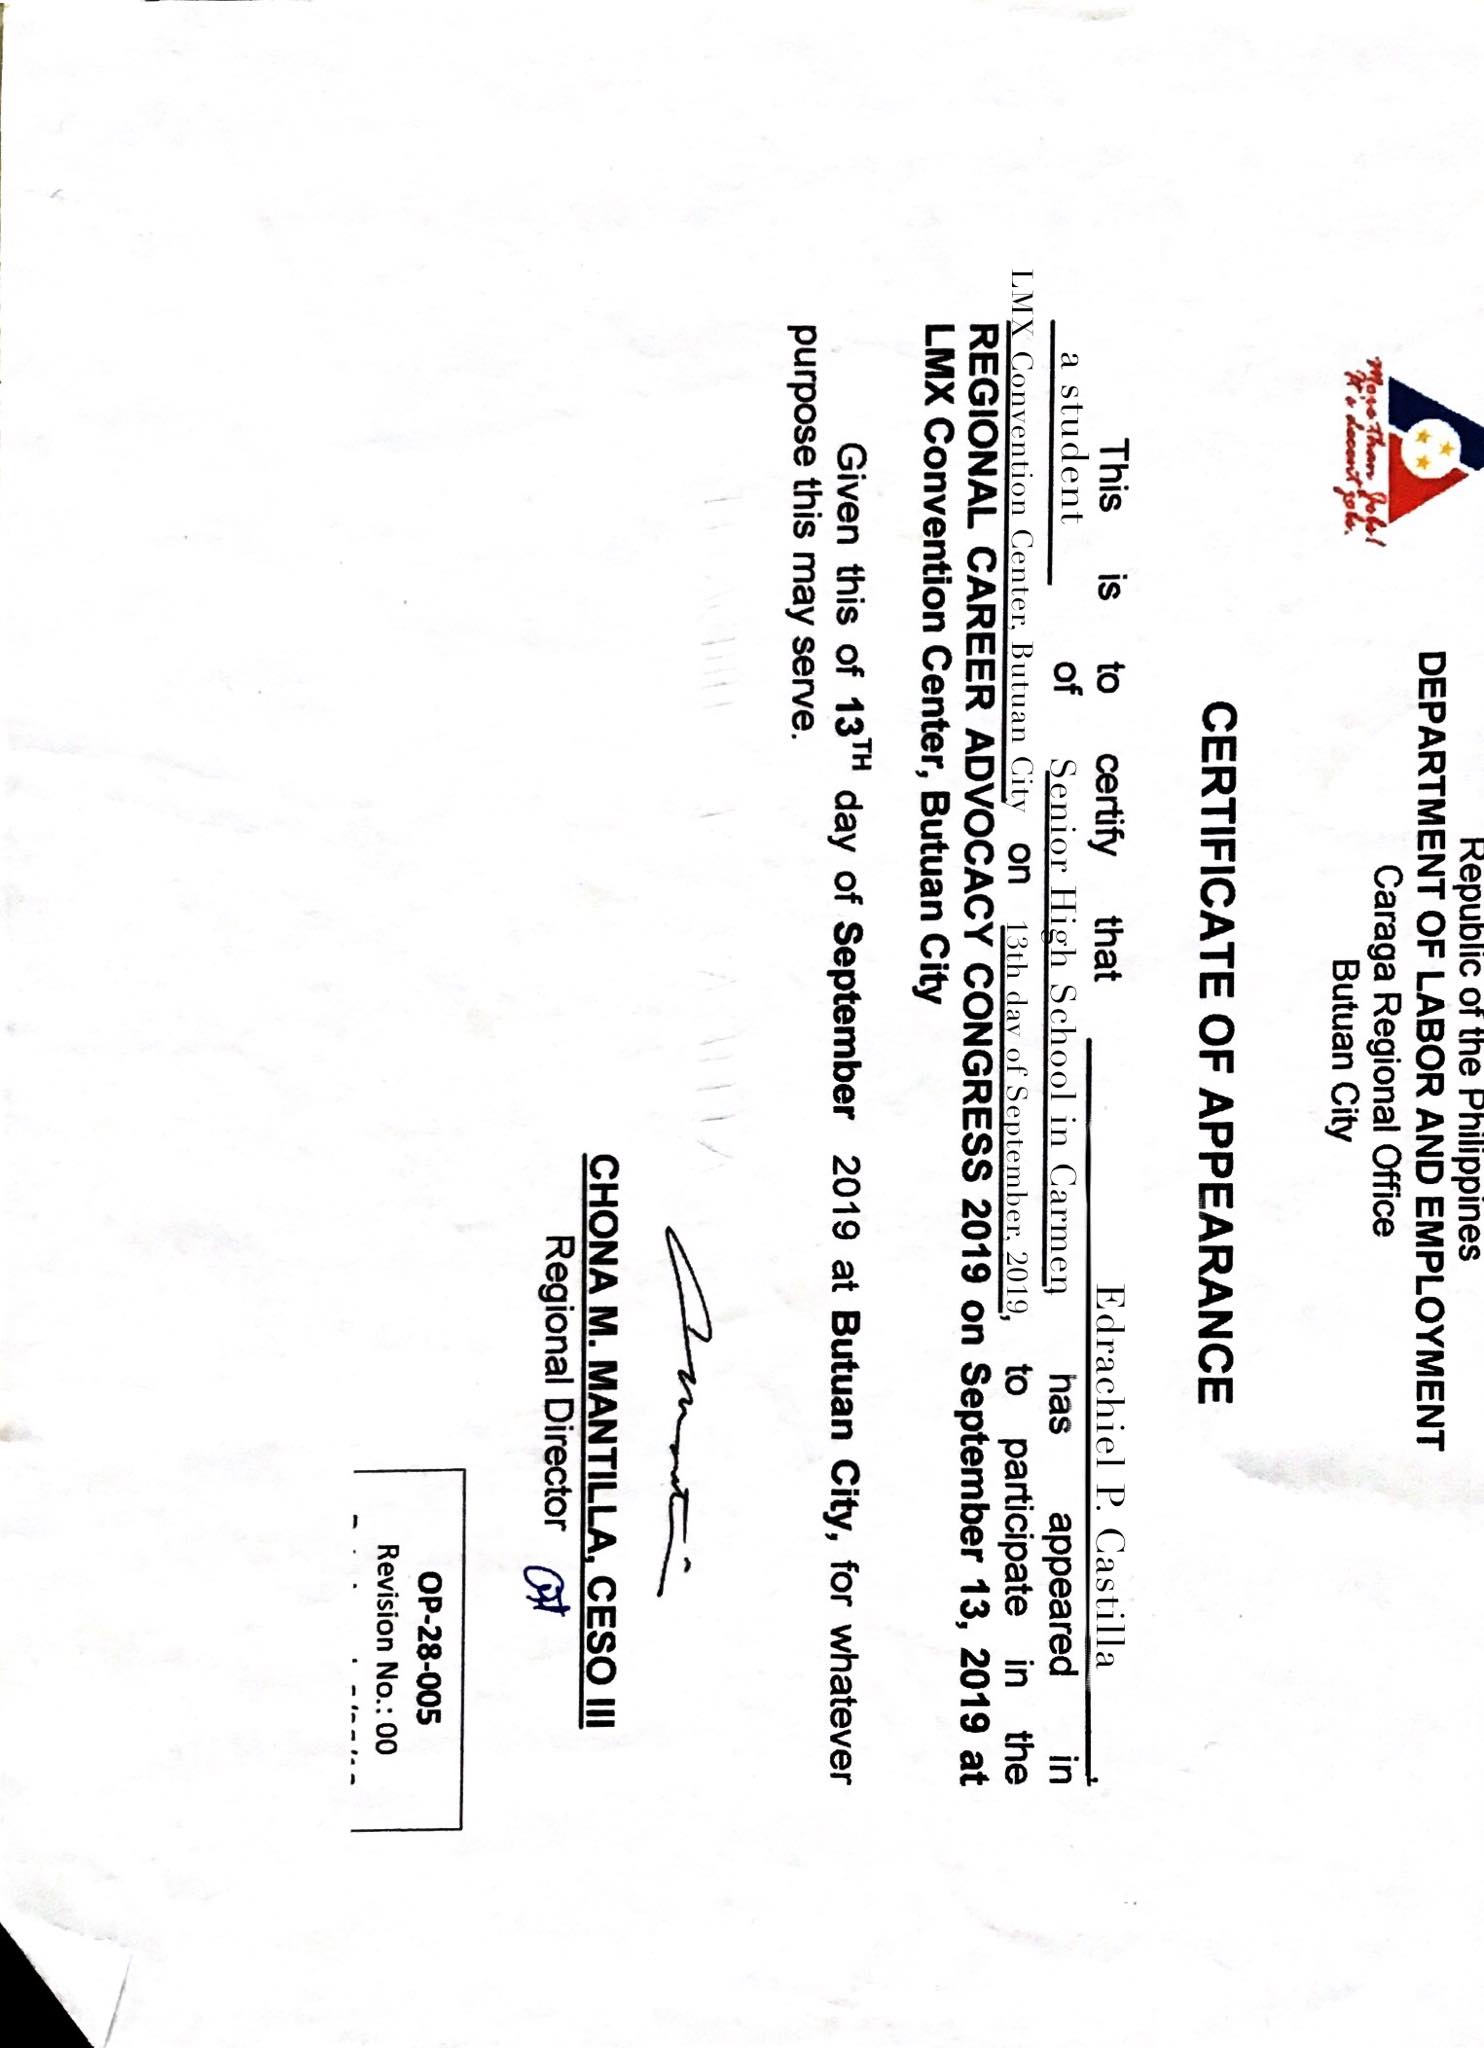 Republic of the Philippines
DEPARTMENT OF LABOR AND EMPLOYMENT
Caraga Regional Office
Butuan City
More than Jobs!
It's decent jobs.
CERTIFICATE OF APPEARANCE
This is to certify that Edrachiel P. Castilla,
a student of Senior High School in Carmen, has appeared in
LMX Convention Center, Butuan City on 13th day of September, 2019, to participate in the
REGIONAL CAREER ADVOCACY CONGRESS 2019 on September 13, 2019 at
LMX Convention Center, Butuan City
Given this of 13TH day of September 2019 at Butuan City, for whatever
purpose this may serve.
CHONA M. MANTILLA, CESO III
Regional Director
OP-28-005
Revision No.: 00